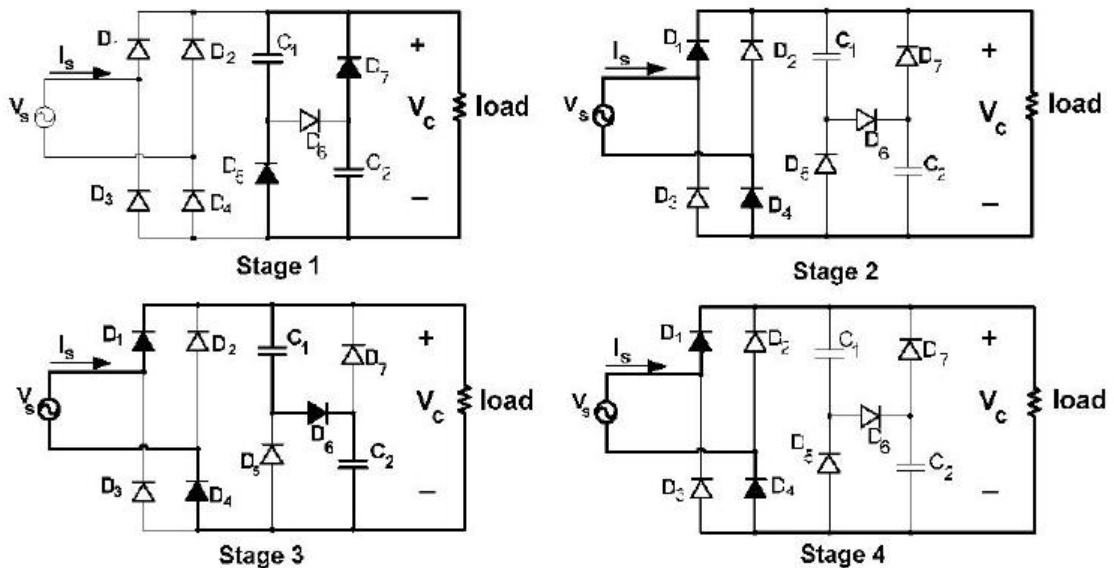 D1
D2
Is
Vs
D3
D4
C1
D7
D6
D5
C2
+
Vc
−
load
Stage 1
D1
D2
Is
Vs
D3
D4
C1
D7
D6
D5
C2
+
Vc
−
load
Stage 2
D1
D2
Is
Vs
D3
D4
C1
D7
D6
D5
C2
+
Vc
−
load
Stage 3
D1
D2
Is
Vs
D3
D4
C1
D7
D6
D5
C2
+
Vc
−
load
Stage 4